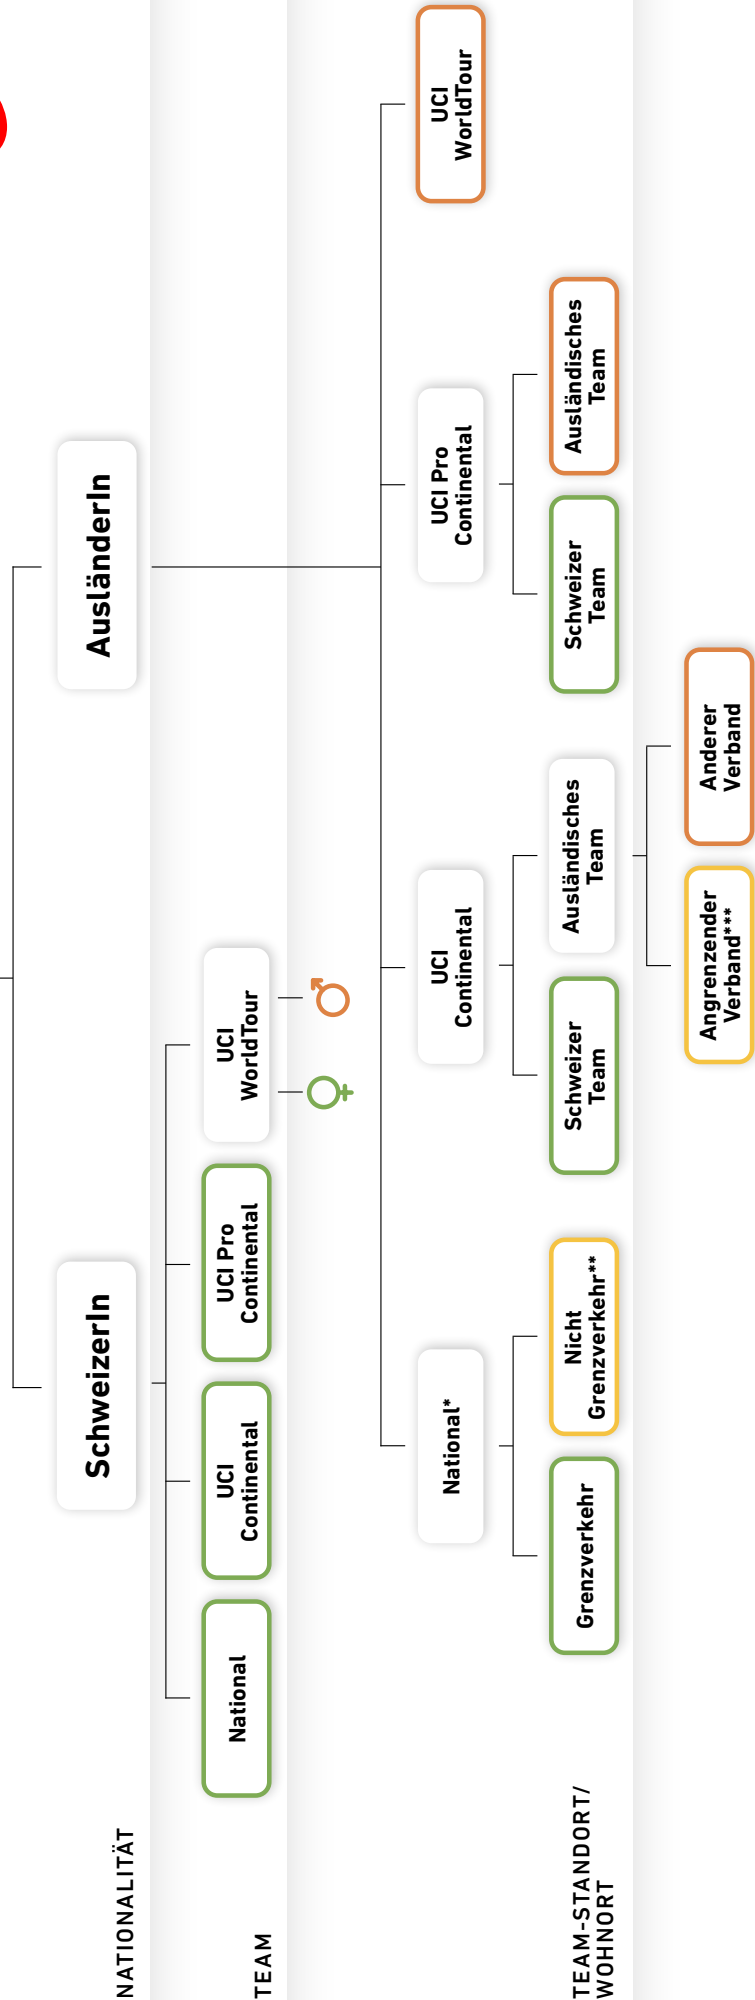 NATIONALITÄT
SchweizerIn
AusländerIn
TEAM
National
UCI
Continental
UCI Pro
Continental
UCI
WorldTour
National*
UCI
Continental
UCI Pro
Continental
UCI
WorldTour
TEAM-STANDORT/
WOHNORT
Grenzverkehr
Nicht
Grenzverkehr**
Schweizer
Team
Ausländisches
Team
Schweizer
Team
Ausländisches
Team
Angrenzender
Verband***
Anderer
Verband